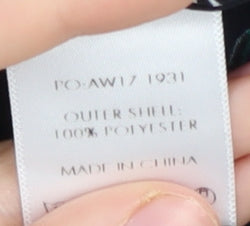 PO:AW17 1931
OUTER SHELL:
100% POLYESTER
MADE IN CHINA